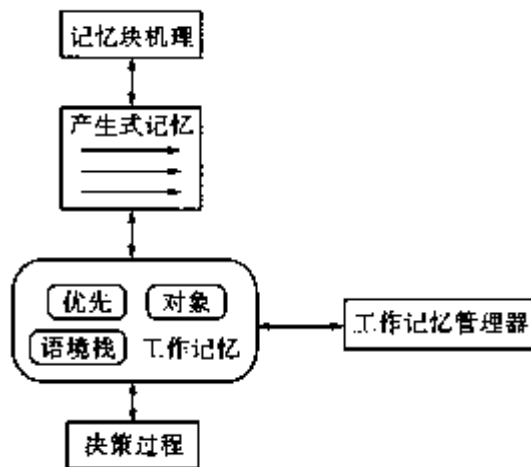 记忆块机理
产生式记忆
优先 对象
语境栈 工作记忆
工作记忆管理器
决策过程